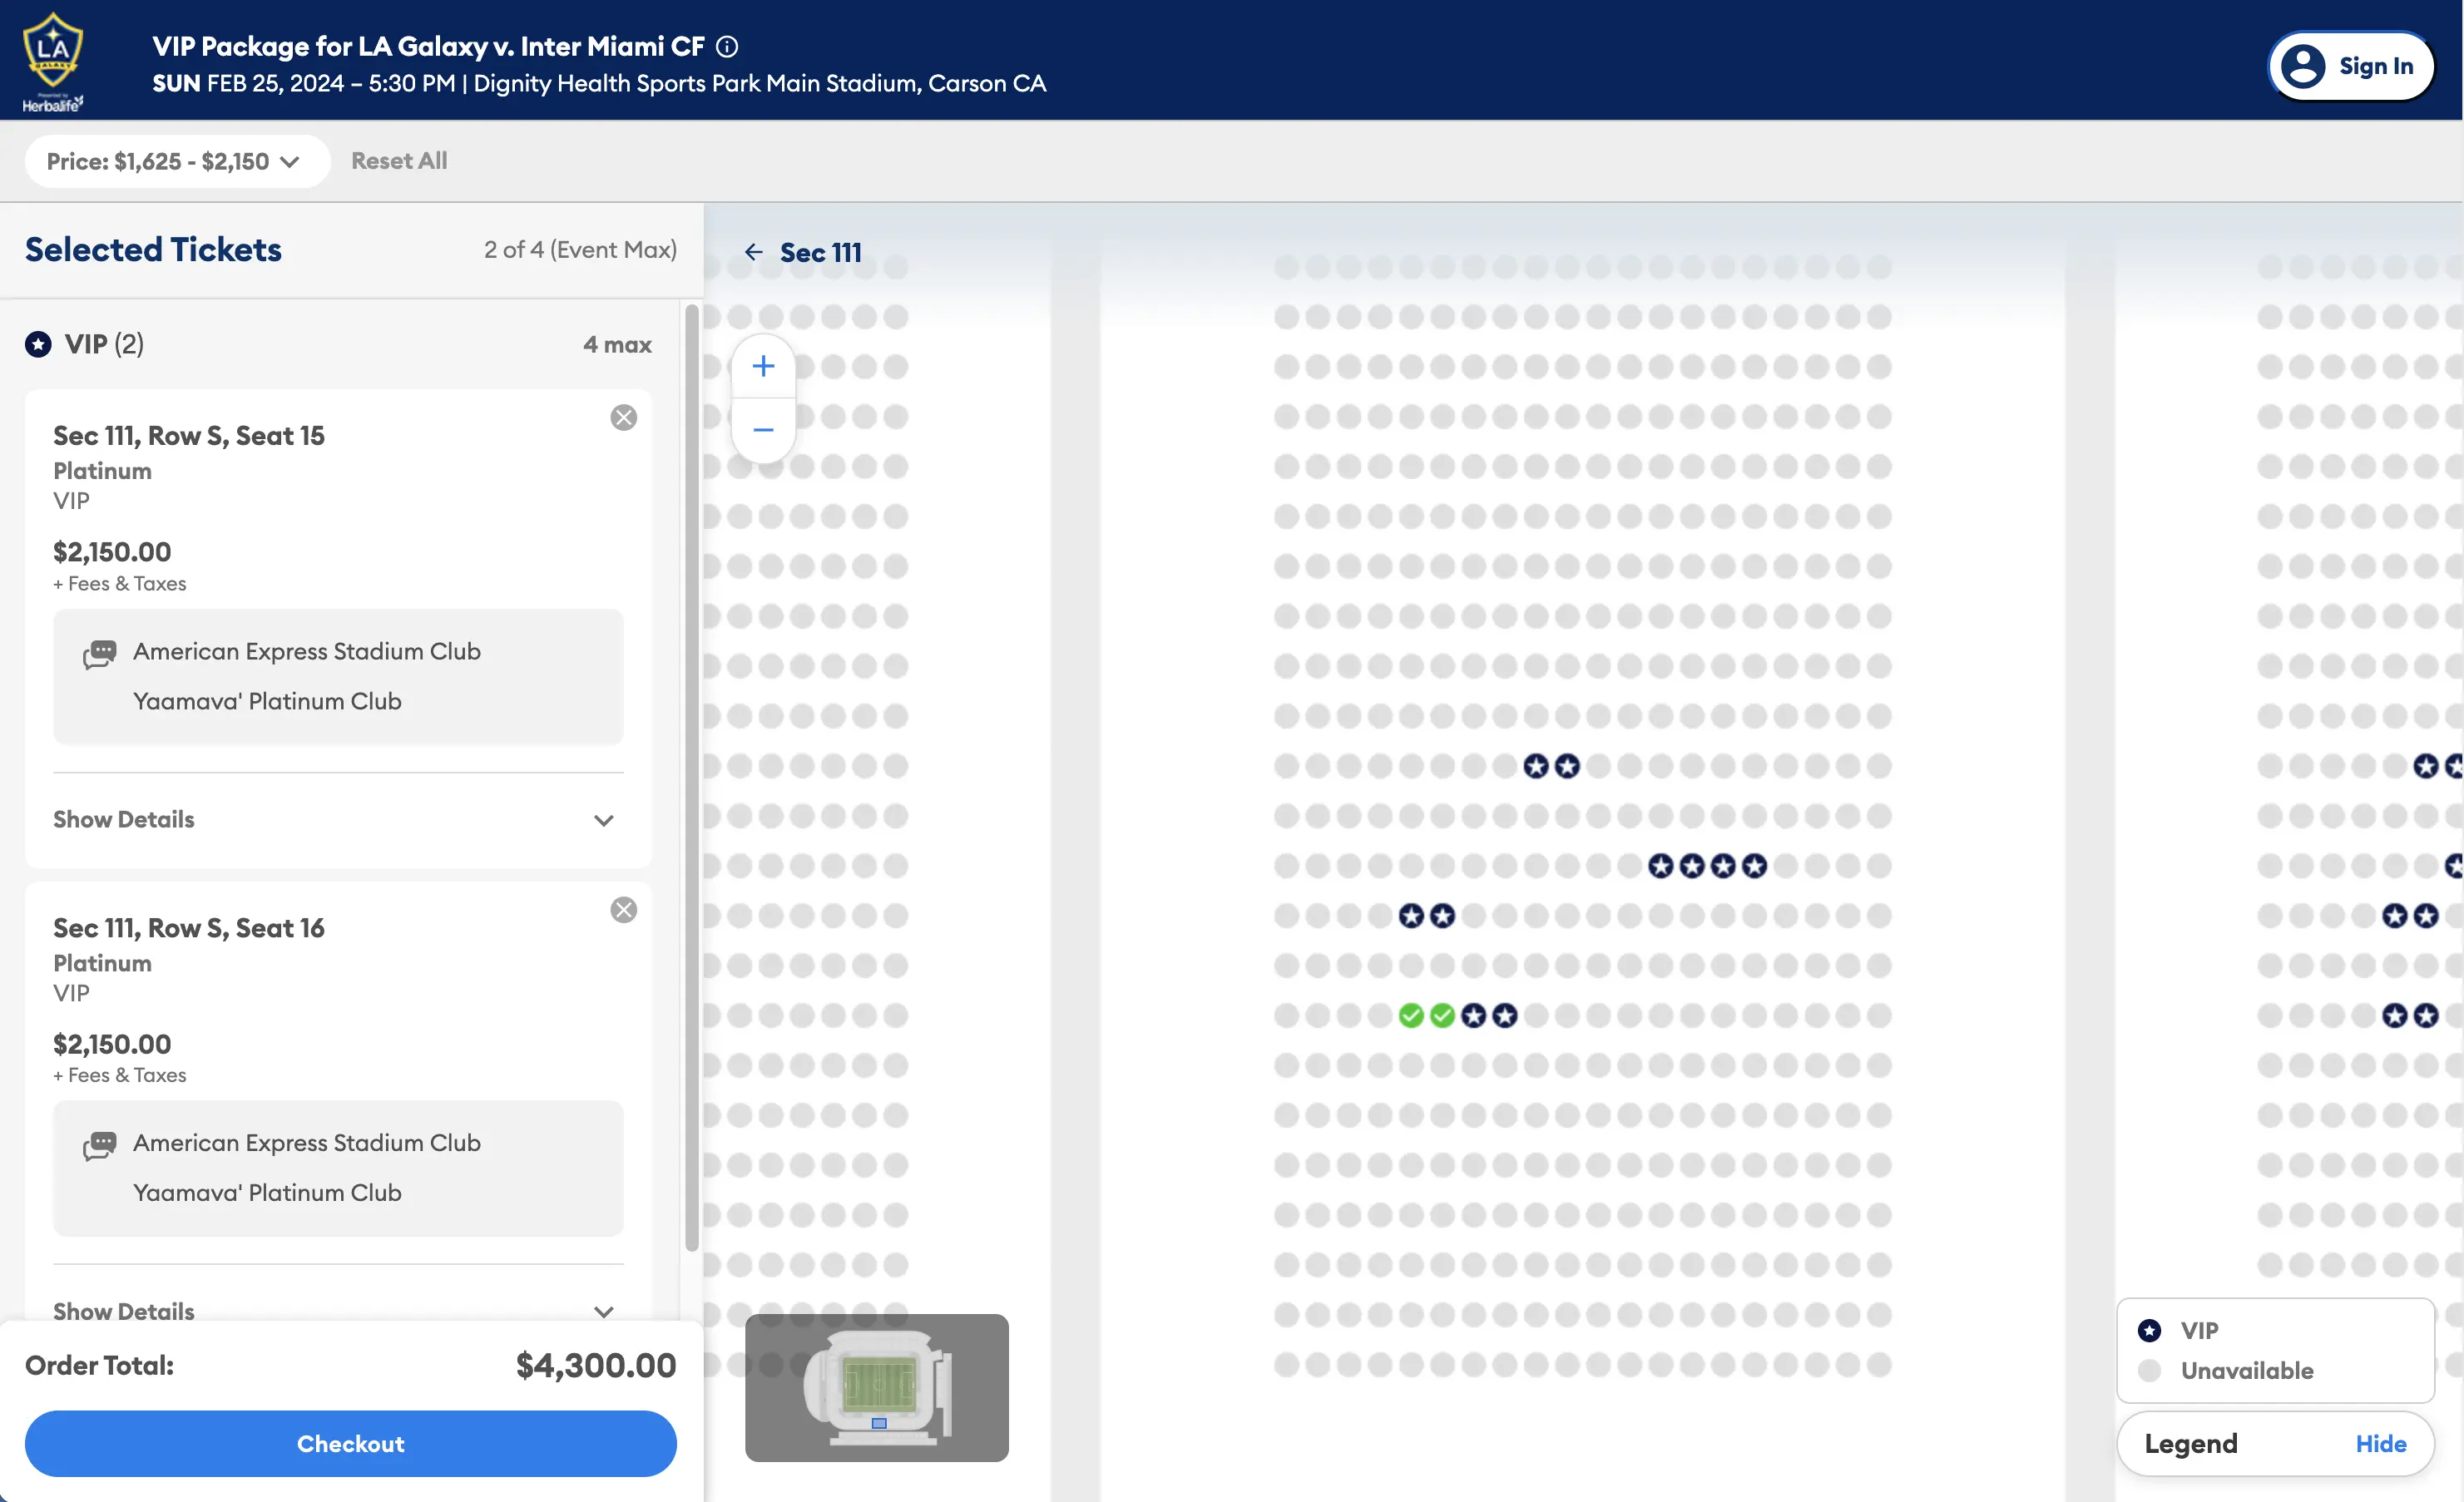 LA
GALAXY
Presented by
Herbalife
VIP Package for LA Galaxy v. Inter Miami CF
SUN FEB 25, 2024 – 5:30 PM | Dignity Health Sports Park Main Stadium, Carson CA
Sign In
Price: $1,625 - $2,150
Reset All
Selected Tickets
2 of 4 (Event Max)
Sec 111
VIP (2)
4 max
Sec 111, Row S, Seat 15
Platinum
VIP
$2,150.00
+ Fees & Taxes
American Express Stadium Club
Yaamava' Platinum Club
Show Details
Sec 111, Row S, Seat 16
Platinum
VIP
$2,150.00
+ Fees & Taxes
American Express Stadium Club
Yaamava' Platinum Club
Show Details
Order Total:
$4,300.00
Checkout
VIP
Unavailable
Legend
Hide